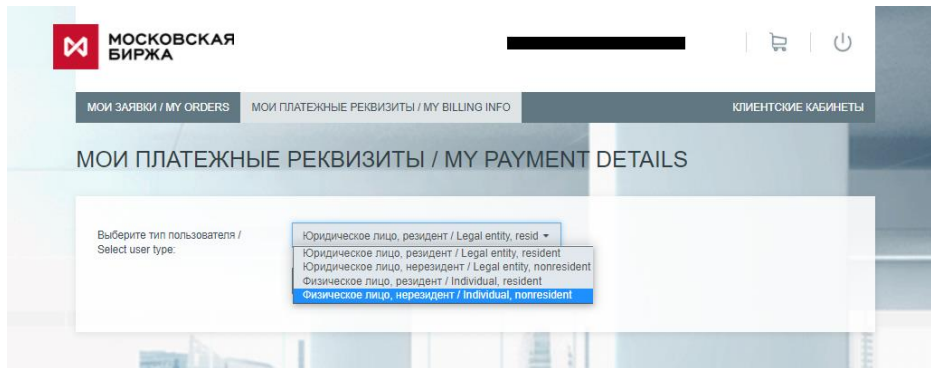 МОСКОВСКАЯ
БИРЖА
МОИ ЗАЯВКИ / MY ORDERS
МОИ ПЛАТЕЖНЫЕ РЕКВИЗИТЫ / MY BILLING INFO
КЛИЕНТСКИЕ КАБИНЕТЫ
МОИ ПЛАТЕЖНЫЕ РЕКВИЗИТЫ / MY PAYMENT DETAILS
Выберите тип пользователя /
Select user type:
Юридическое лицо, резидент / Legal entity, resid
Юридическое лицо, резидент / Legal entity, resident
Юридическое лицо, нерезидент / Legal entity, nonresident
Физическое лицо, резидент / Individual, resident
Физическое лицо, нерезидент / Individual, nonresident